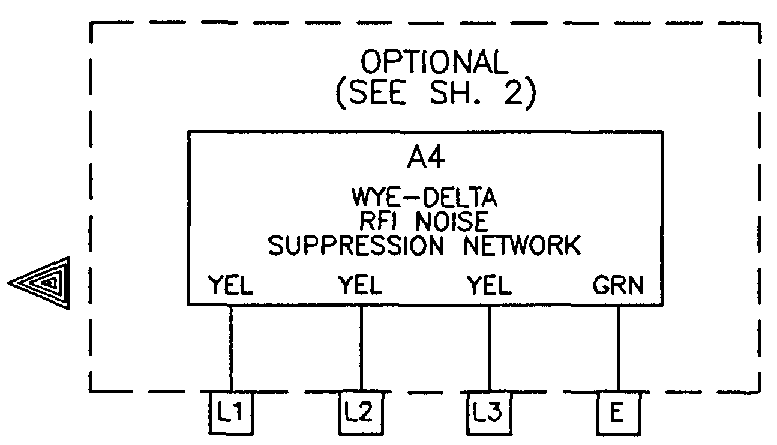 OPTIONAL
(SEE SH. 2)
A4
WYE-DELTA
RFI NOISE
SUPPRESSION NETWORK
YEL YEL YEL GRN
L1 L2 L3 E